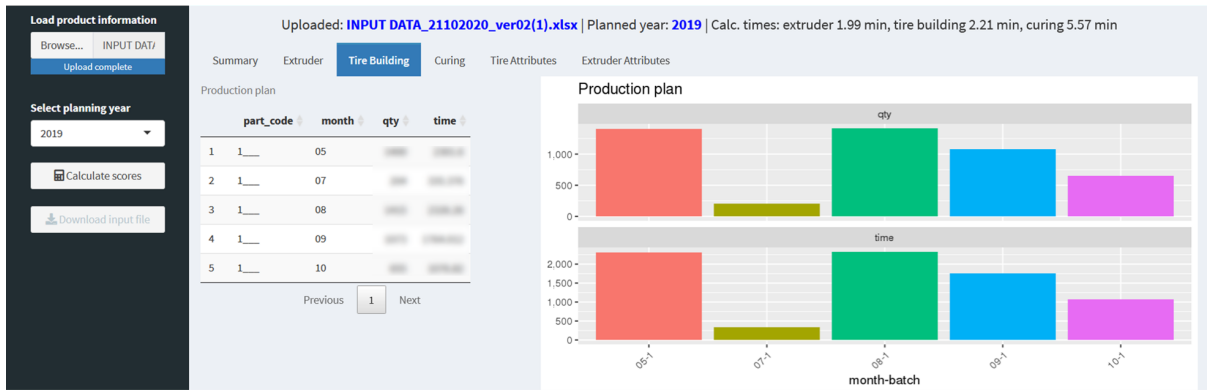 Load product information
Browse... INPUT DATA
Upload complete
Select planning year
2019
Calculate scores
Download input file
Uploaded: INPUT DATA_21102020_ver02(1).xlsx | Planned year: 2019 | Calc. times: extruder 1.99 min, tire building 2.21 min, curing 5.57 min
Summary Extruder Tire Building Curing Tire Attributes Extruder Attributes
Production plan
part_code month qty time
1 1___ 05
2 1___ 07
3 1___ 08
4 1___ 09
5 1___ 10
Previous 1 Next
Production plan
qty
1,000
500
0
time
2,000
1,500
1,000
500
0
05-1 07-1 08-1 09-1 10-1
month-batch